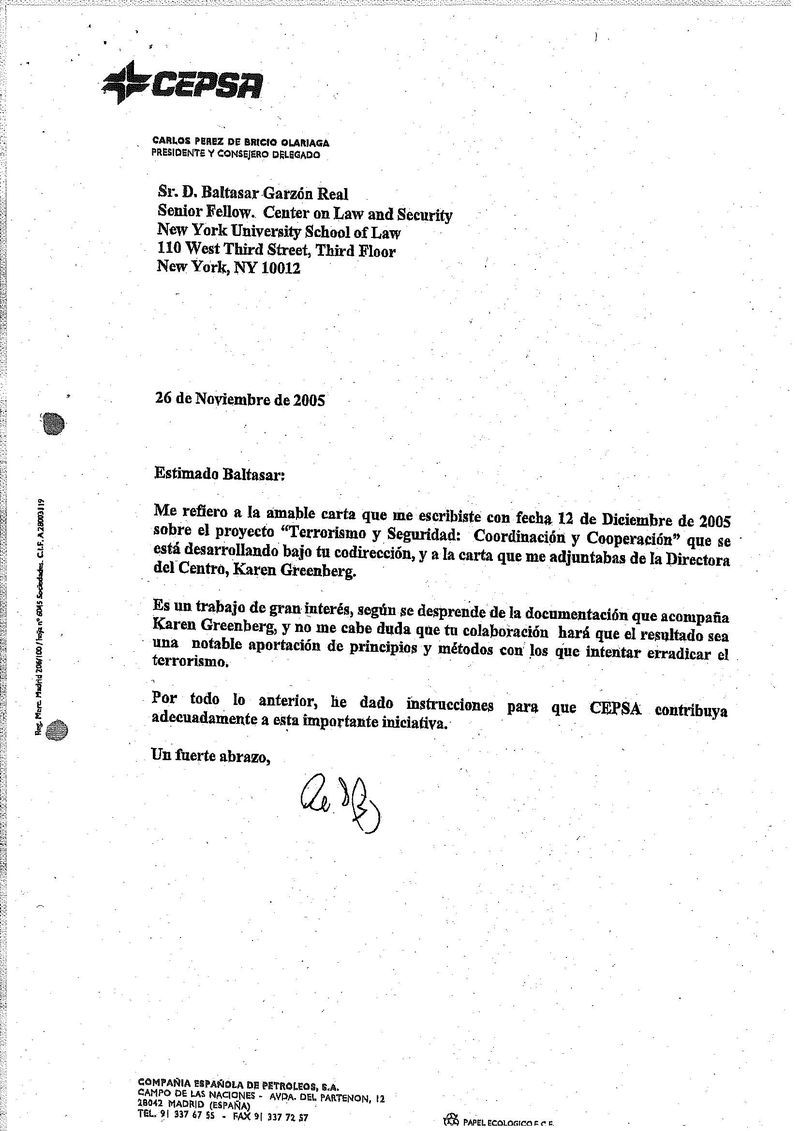 CEPSA
CARLOS PEREZ DE BRICIO OLARIAGA
PRESIDENTE Y CONSEJERO DELEGADO
Sr. D. Baltasar Garzón Real
Senior Fellow. Center on Law and Security
New York University School of Law
110 West Third Street, Third Floor
New York, NY 10012
26 de Noviembre de 2005
Estimado Baltasar:
Me refiero a la amable carta que me escribiste con fecha 12 de Diciembre de 2005
sobre el proyecto “Terrorismo y Seguridad: Coordinación y Cooperación” que se
está desarrollando bajo tu codirección, y a la carta que me adjuntabas de la Directora
del Centro, Karen Greenberg.
Es un trabajo de gran interés, según se desprende de la documentación que acompaña
Karen Greenberg, y no me cabe duda que tu colaboración hará que el resultado sea
una notable aportación de principios y métodos con los que intentar erradicar el
terrorismo.
Por todo lo anterior, he dado instrucciones para que CEPSA contribuya
adecuadamente a esta importante iniciativa.
Un fuerte abrazo,
Reg. Merc. Madrid 206/100/Insp. nº 6045 Sociedades. C.I.F. A28003119
COMPAÑIA ESPAÑOLA DE PETROLEOS, S.A.
CAMPO DE LAS NACIONES - AVDA. DEL PARTENON, 12
28042 MADRID (ESPAÑA)
TEL. 91 337 67 55 - FAX 91 337 72 57
PAPEL ECOLOGICO E.C.F.